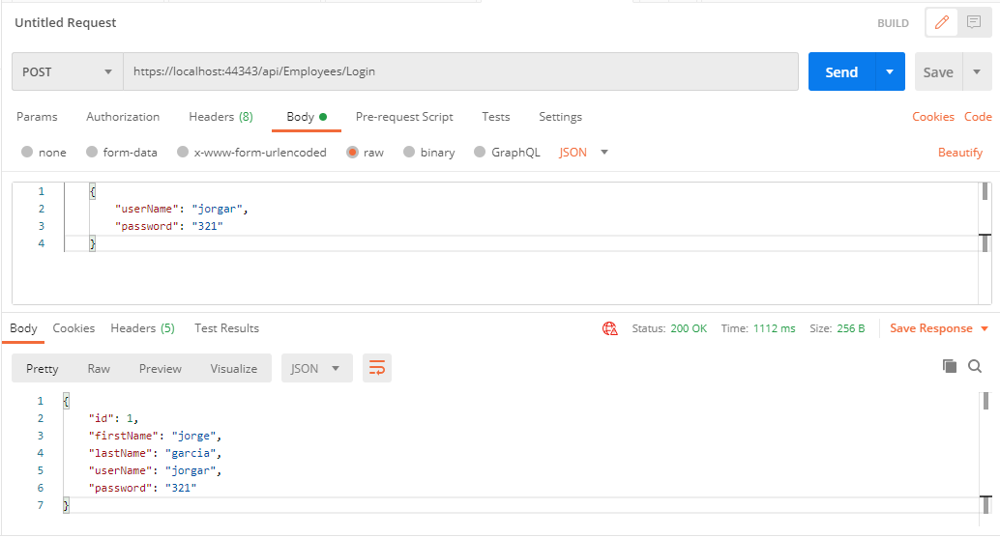 Untitled Request BUILD
POST https://localhost:44343/api/Employees/Login Send Save
Params Authorization Headers (8) Body Pre-request Script Tests Settings Cookies Code
none form-data x-www-form-urlencoded raw binary GraphQL JSON Beautify
1 {
2 "userName": "jorgar",
3 "password": "321"
4 }
Body Cookies Headers (5) Test Results Status: 200 OK Time: 1112 ms Size: 256 B Save Response
Pretty Raw Preview Visualize JSON
1 {
2 "id": 1,
3 "firstName": "jorge",
4 "lastName": "garcia",
5 "userName": "jorgar",
6 "password": "321"
7 }